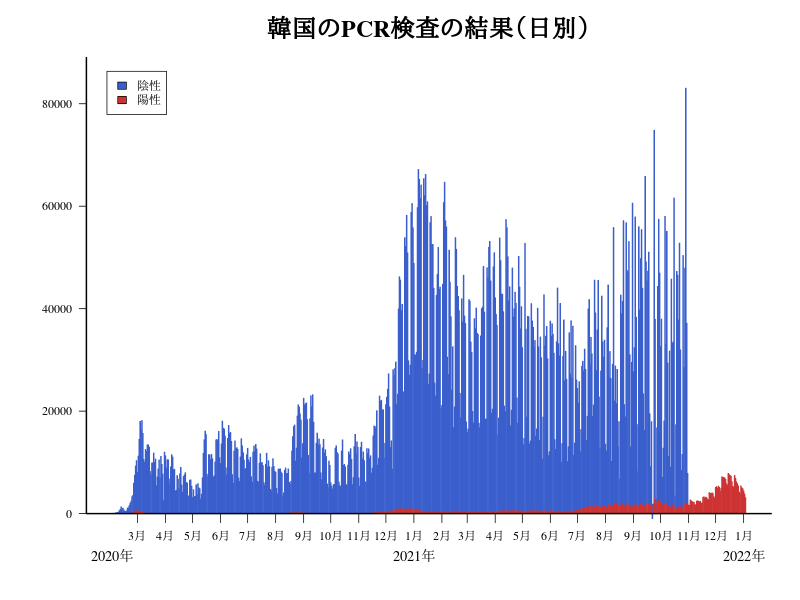 韓国のPCR検査の結果（日別）
陰性
陽性
80000
60000
40000
20000
0
3月 4月 5月 6月 7月 8月 9月 10月 11月 12月 1月 2月 3月 4月 5月 6月 7月 8月 9月 10月 11月 12月 1月
2020年 2021年 2022年